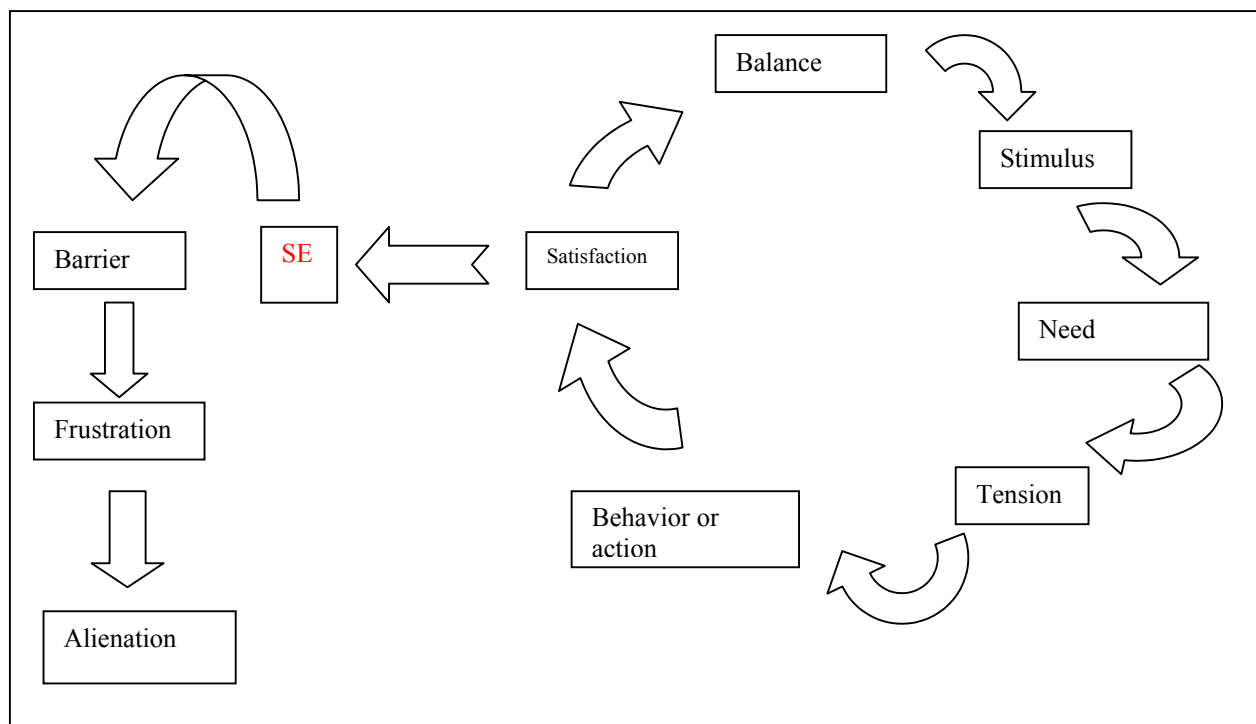 Balance
Stimulus
Barrier
SE
Satisfaction
Need
Frustration
Tension
Behavior or
action
Alienation